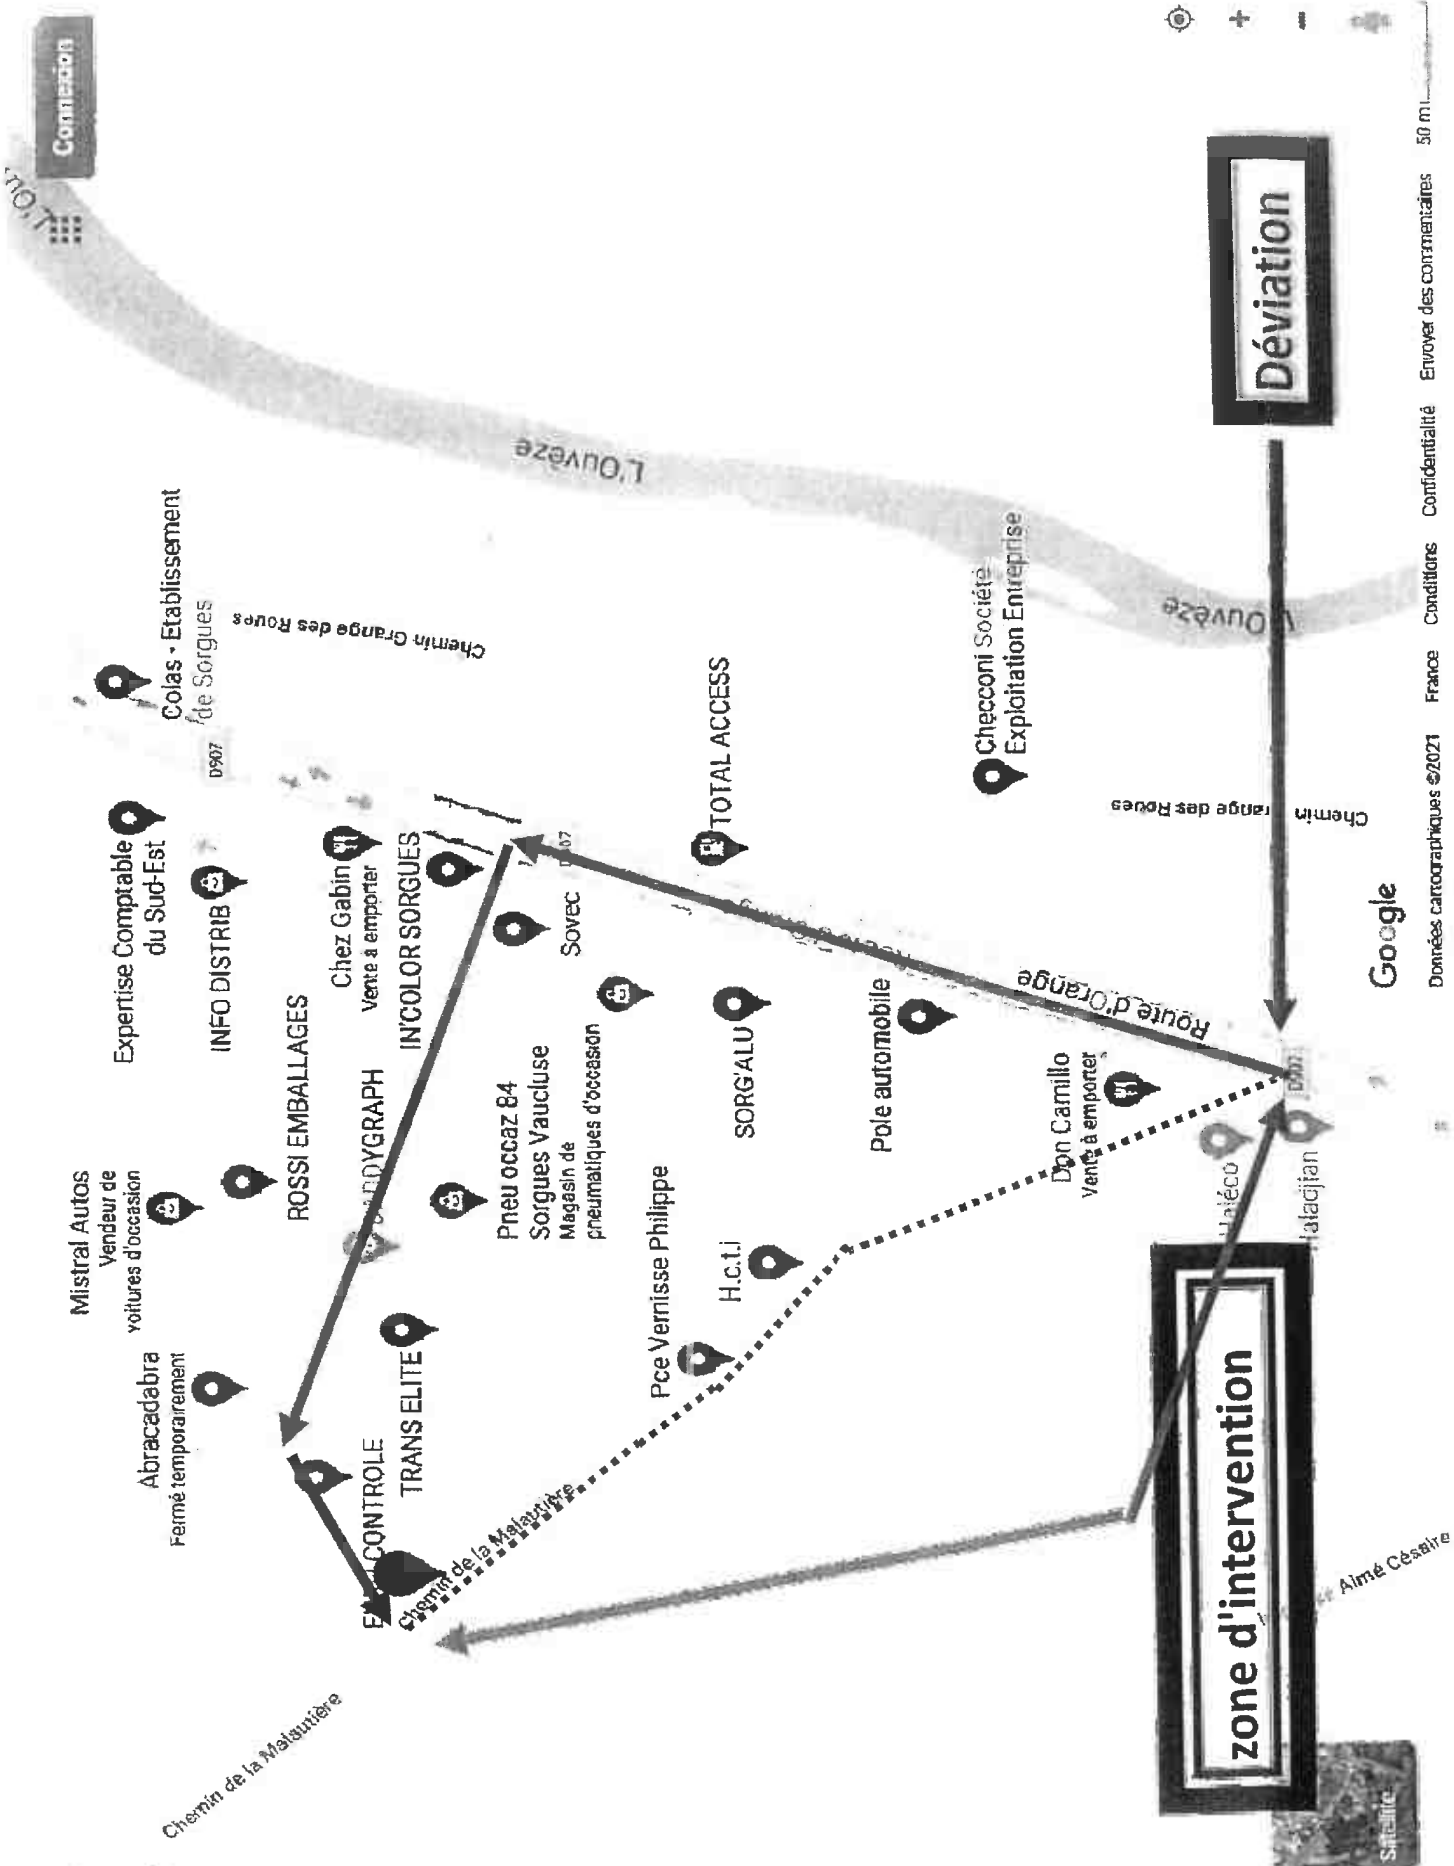 Connexion
Colas - Etablissement
de Sorgues
Chemin Grange des Roues
L'Ouvèze
D907
Expertise Comptable
du Sud-Est
INFO DISTRIB
Chez Gabin
Vente à emporter
IN'COLOR SORGUES
Sovec
TOTAL ACCESS
Checconi Société
Exploitation Entreprise
L'Ouvèze
Déviation
Mistral Autos
Vendeur de
voitures d'occasion
ROSSI EMBALLAGES
Pneu occaz 84
Sorgues Vaucluse
Magasin de
pneumatiques d'occasion
SORG'ALU
Pole automobile
Route d'Orange
Don Camillo
Vente à emporter
Chemin
range des Roues
Abracadabra
Fermé temporairement
CONTROLE
TRANS ELITE
Pce Vernisse Philippe
H.c.t.i
D907
Chemin de la Malautière
Chemin de la Malautière
zone d'intervention
Aimé Césaire
Satellite
Google
Données cartographiques ©2021 France Conditions Confidentialité Envoyer des commentaires 50 m